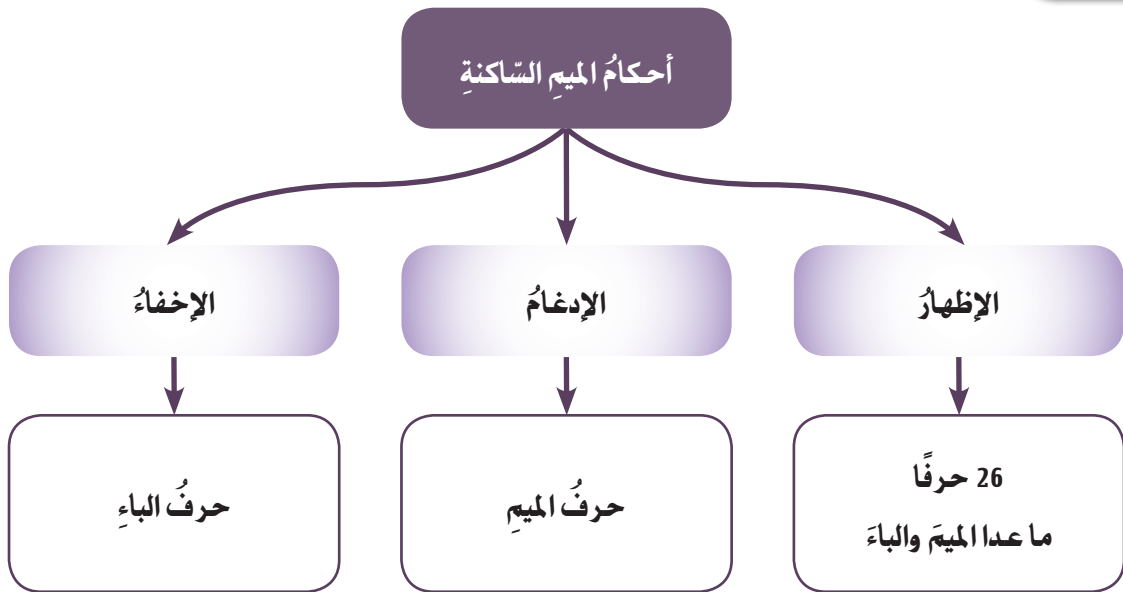 أحكامُ الميمِ السّاكنةِ
الإظهارُ
الإدغامُ
الإخفاءُ
26 حرفًا
ما عدا الميمَ والباءَ
حرفُ الميمِ
حرفُ الباءِ